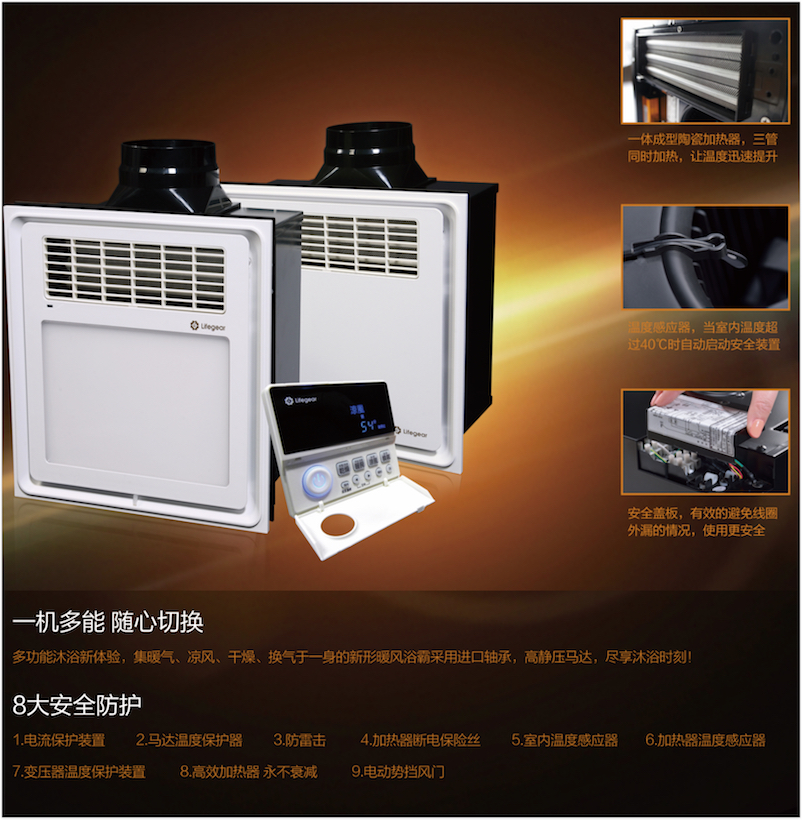 一体成型陶瓷加热器，三管
同时加热，让温度迅速提升
Lifegear
温度感应器，当室内温度超
过40℃时自动启动安全装置
Lifegear
凉风
54
Lifegear
安全盖板，有效的避免线圈
外漏的情况，使用更安全
一机多能 随心切换
多功能沐浴新体验，集暖气、凉风、干燥、换气于一身的新形暖风浴霸采用进口轴承，高静压马达，尽享沐浴时刻！
8大安全防护
1.电流保护装置 2.马达温度保护器 3.防雷击 4.加热器断电保险丝 5.室内温度感应器 6.加热器温度感应器
7.变压器温度保护装置 8.高效加热器 永不衰减 9.电动势挡风门